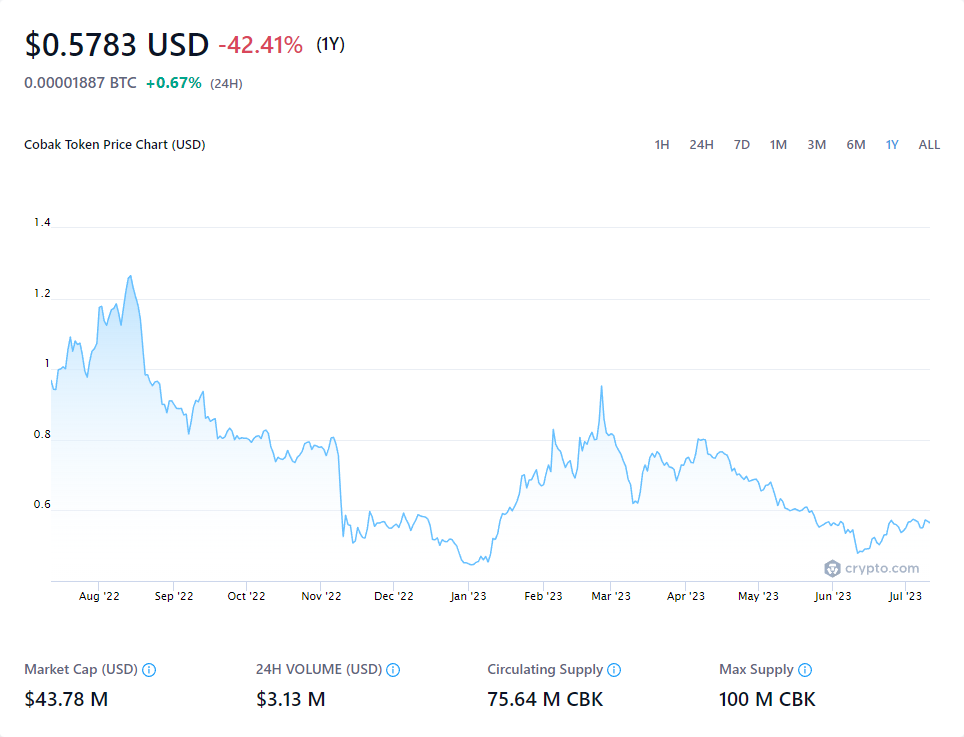 $0.5783 USD -42.41% (1Y)
0.00001887 BTC +0.67% (24H)
Cobak Token Price Chart (USD) 1H 24H 7D 1M 3M 6M 1Y ALL
1.4
1.2
1
0.8
0.6
crypto.com
Aug '22 Sep '22 Oct '22 Nov '22 Dec '22 Jan '23 Feb '23 Mar '23 Apr '23 May '23 Jun '23 Jul '23
Market Cap (USD) 24H VOLUME (USD) Circulating Supply Max Supply
$43.78 M $3.13 M 75.64 M CBK 100 M CBK